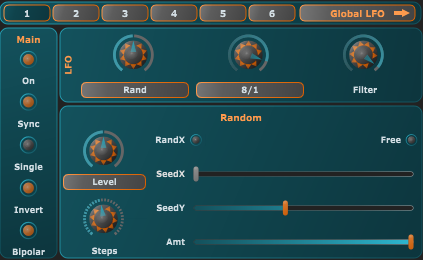 1 2 3 4 5 6 Global LFO
Main
On
Sync
Single
Invert
Bipolar
LFO
Rand 8/1 Filter
Random
RandX Free
Level
SeedX
SeedY
Steps
Amt